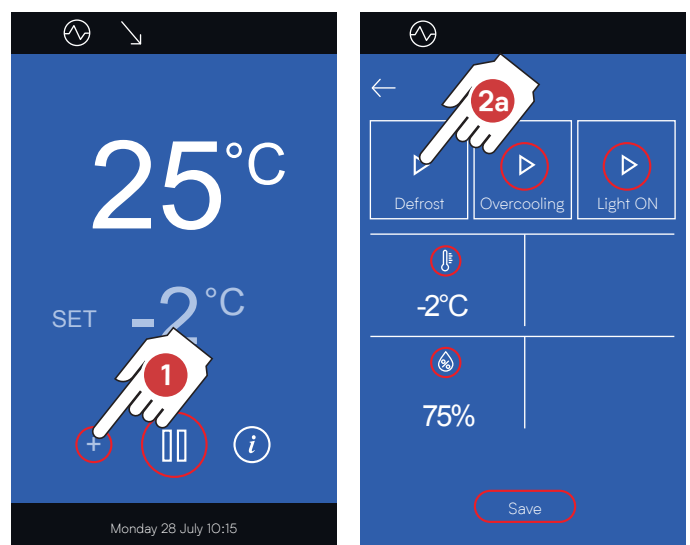 25°C
SET -2°C
1
+
i
Monday 28 July 10:15
2a
Defrost Overcooling Light ON
-2°C
%
75%
Save